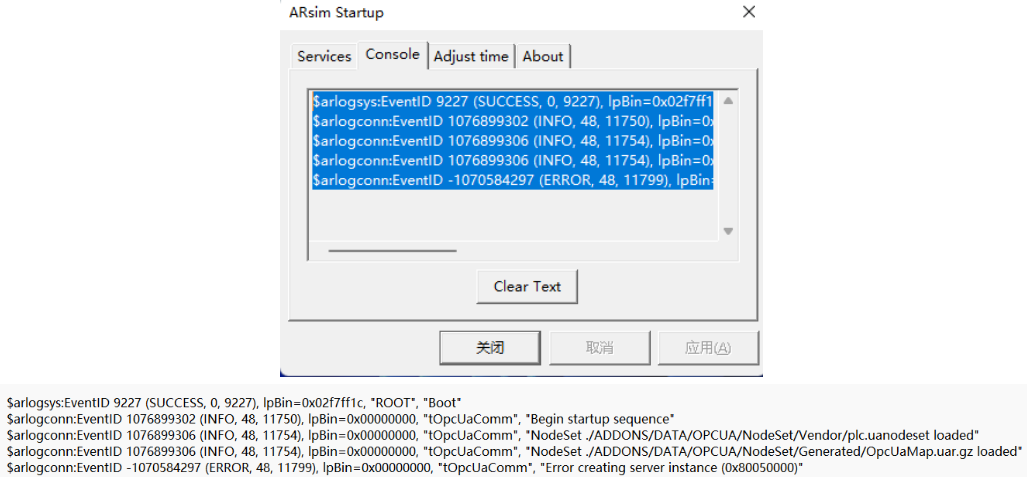 ARsim Startup
Services Console Adjust time About
$arlogsys:EventID 9227 (SUCCESS, 0, 9227), lpBin=0x02f7ff1
$arlogconn:EventID 1076899302 (INFO, 48, 11750), lpBin=0x
$arlogconn:EventID 1076899306 (INFO, 48, 11754), lpBin=0x
$arlogconn:EventID 1076899306 (INFO, 48, 11754), lpBin=0x
$arlogconn:EventID -1070584297 (ERROR, 48, 11799), lpBin=
Clear Text
关闭 取消 应用(A)
$arlogsys:EventID 9227 (SUCCESS, 0, 9227), lpBin=0x02f7ff1c, "ROOT", "Boot"
$arlogconn:EventID 1076899302 (INFO, 48, 11750), lpBin=0x00000000, "tOpcUaComm", "Begin startup sequence"
$arlogconn:EventID 1076899306 (INFO, 48, 11754), lpBin=0x00000000, "tOpcUaComm", "NodeSet ./ADDONS/DATA/OPCUA/NodeSet/Vendor/plc.uanodeset loaded"
$arlogconn:EventID 1076899306 (INFO, 48, 11754), lpBin=0x00000000, "tOpcUaComm", "NodeSet ./ADDONS/DATA/OPCUA/NodeSet/Generated/OpcUaMap.uar.gz loaded"
$arlogconn:EventID -1070584297 (ERROR, 48, 11799), lpBin=0x00000000, "tOpcUaComm", "Error creating server instance (0x80050000)"